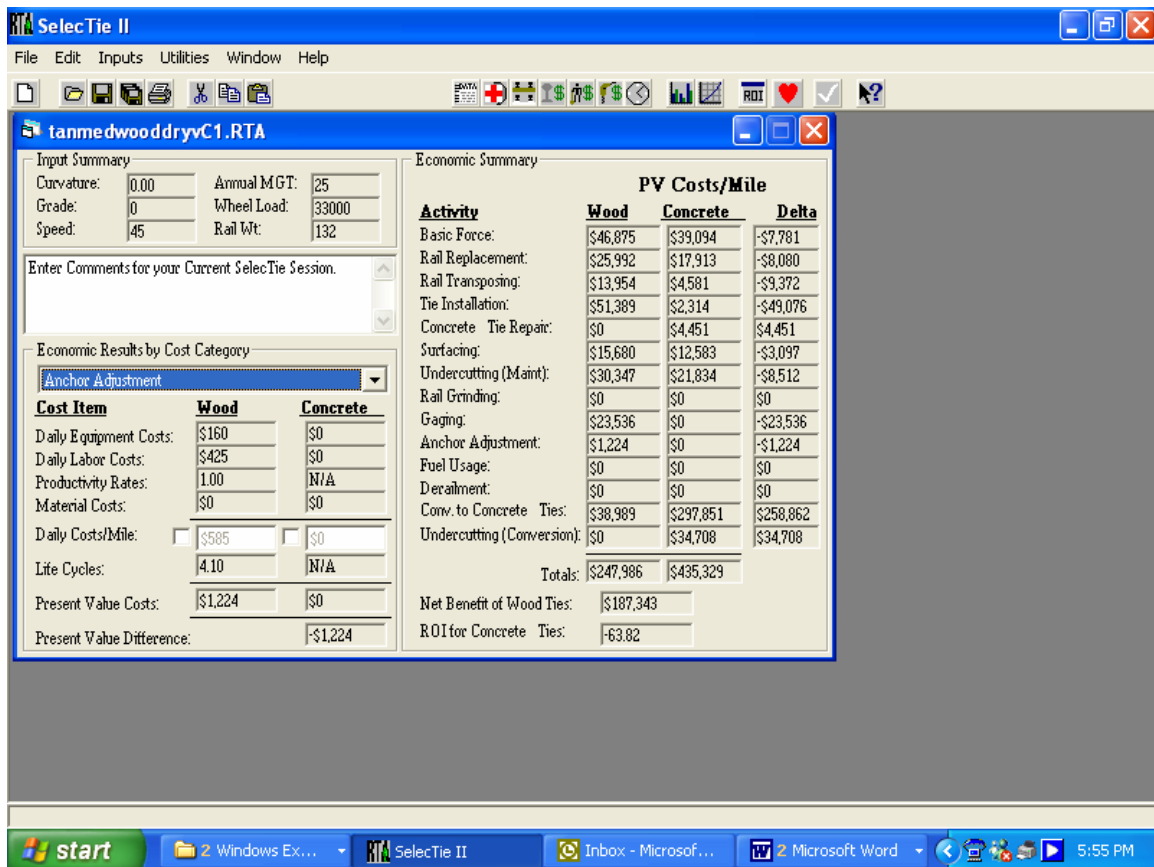 RTA SelecTie II
File Edit Inputs Utilities Window Help
ROI
tanmedwooddryvC1.RTA
Input Summary
Curvature: 0.00 Annual MGT: 25
Grade: 0 Wheel Load: 33000
Speed: 45 Rail Wt: 132
Enter Comments for your Current SelecTie Session.
Economic Results by Cost Category
Anchor Adjustment
Cost Item Wood Concrete
Daily Equipment Costs: $160 $0
Daily Labor Costs: $425 $0
Productivity Rates: 1.00 N/A
Material Costs: $0 $0
Daily Costs/Mile: $585 $0
Life Cycles: 4.10 N/A
Present Value Costs: $1,224 $0
Present Value Difference: -$1,224
Economic Summary
PV Costs/Mile
Activity Wood Concrete Delta
Basic Force: $46,875 $39,094 -$7,781
Rail Replacement: $25,992 $17,913 -$8,080
Rail Transposing: $13,954 $4,581 -$9,372
Tie Installation: $51,389 $2,314 -$49,076
Concrete Tie Repair: $0 $4,451 $4,451
Surfacing: $15,680 $12,583 -$3,097
Undercutting (Maint): $30,347 $21,834 -$8,512
Rail Grinding: $0 $0 $0
Gaging: $23,536 $0 -$23,536
Anchor Adjustment: $1,224 $0 -$1,224
Fuel Usage: $0 $0 $0
Derailment: $0 $0 $0
Conv. to Concrete Ties: $38,989 $297,851 $258,862
Undercutting (Conversion): $0 $34,708 $34,708
Totals: $247,986 $435,329
Net Benefit of Wood Ties: $187,343
ROI for Concrete Ties: -63.82
start 2 Windows Ex... RTA SelecTie II Inbox - Microsof... 2 Microsoft Word 5:55 PM